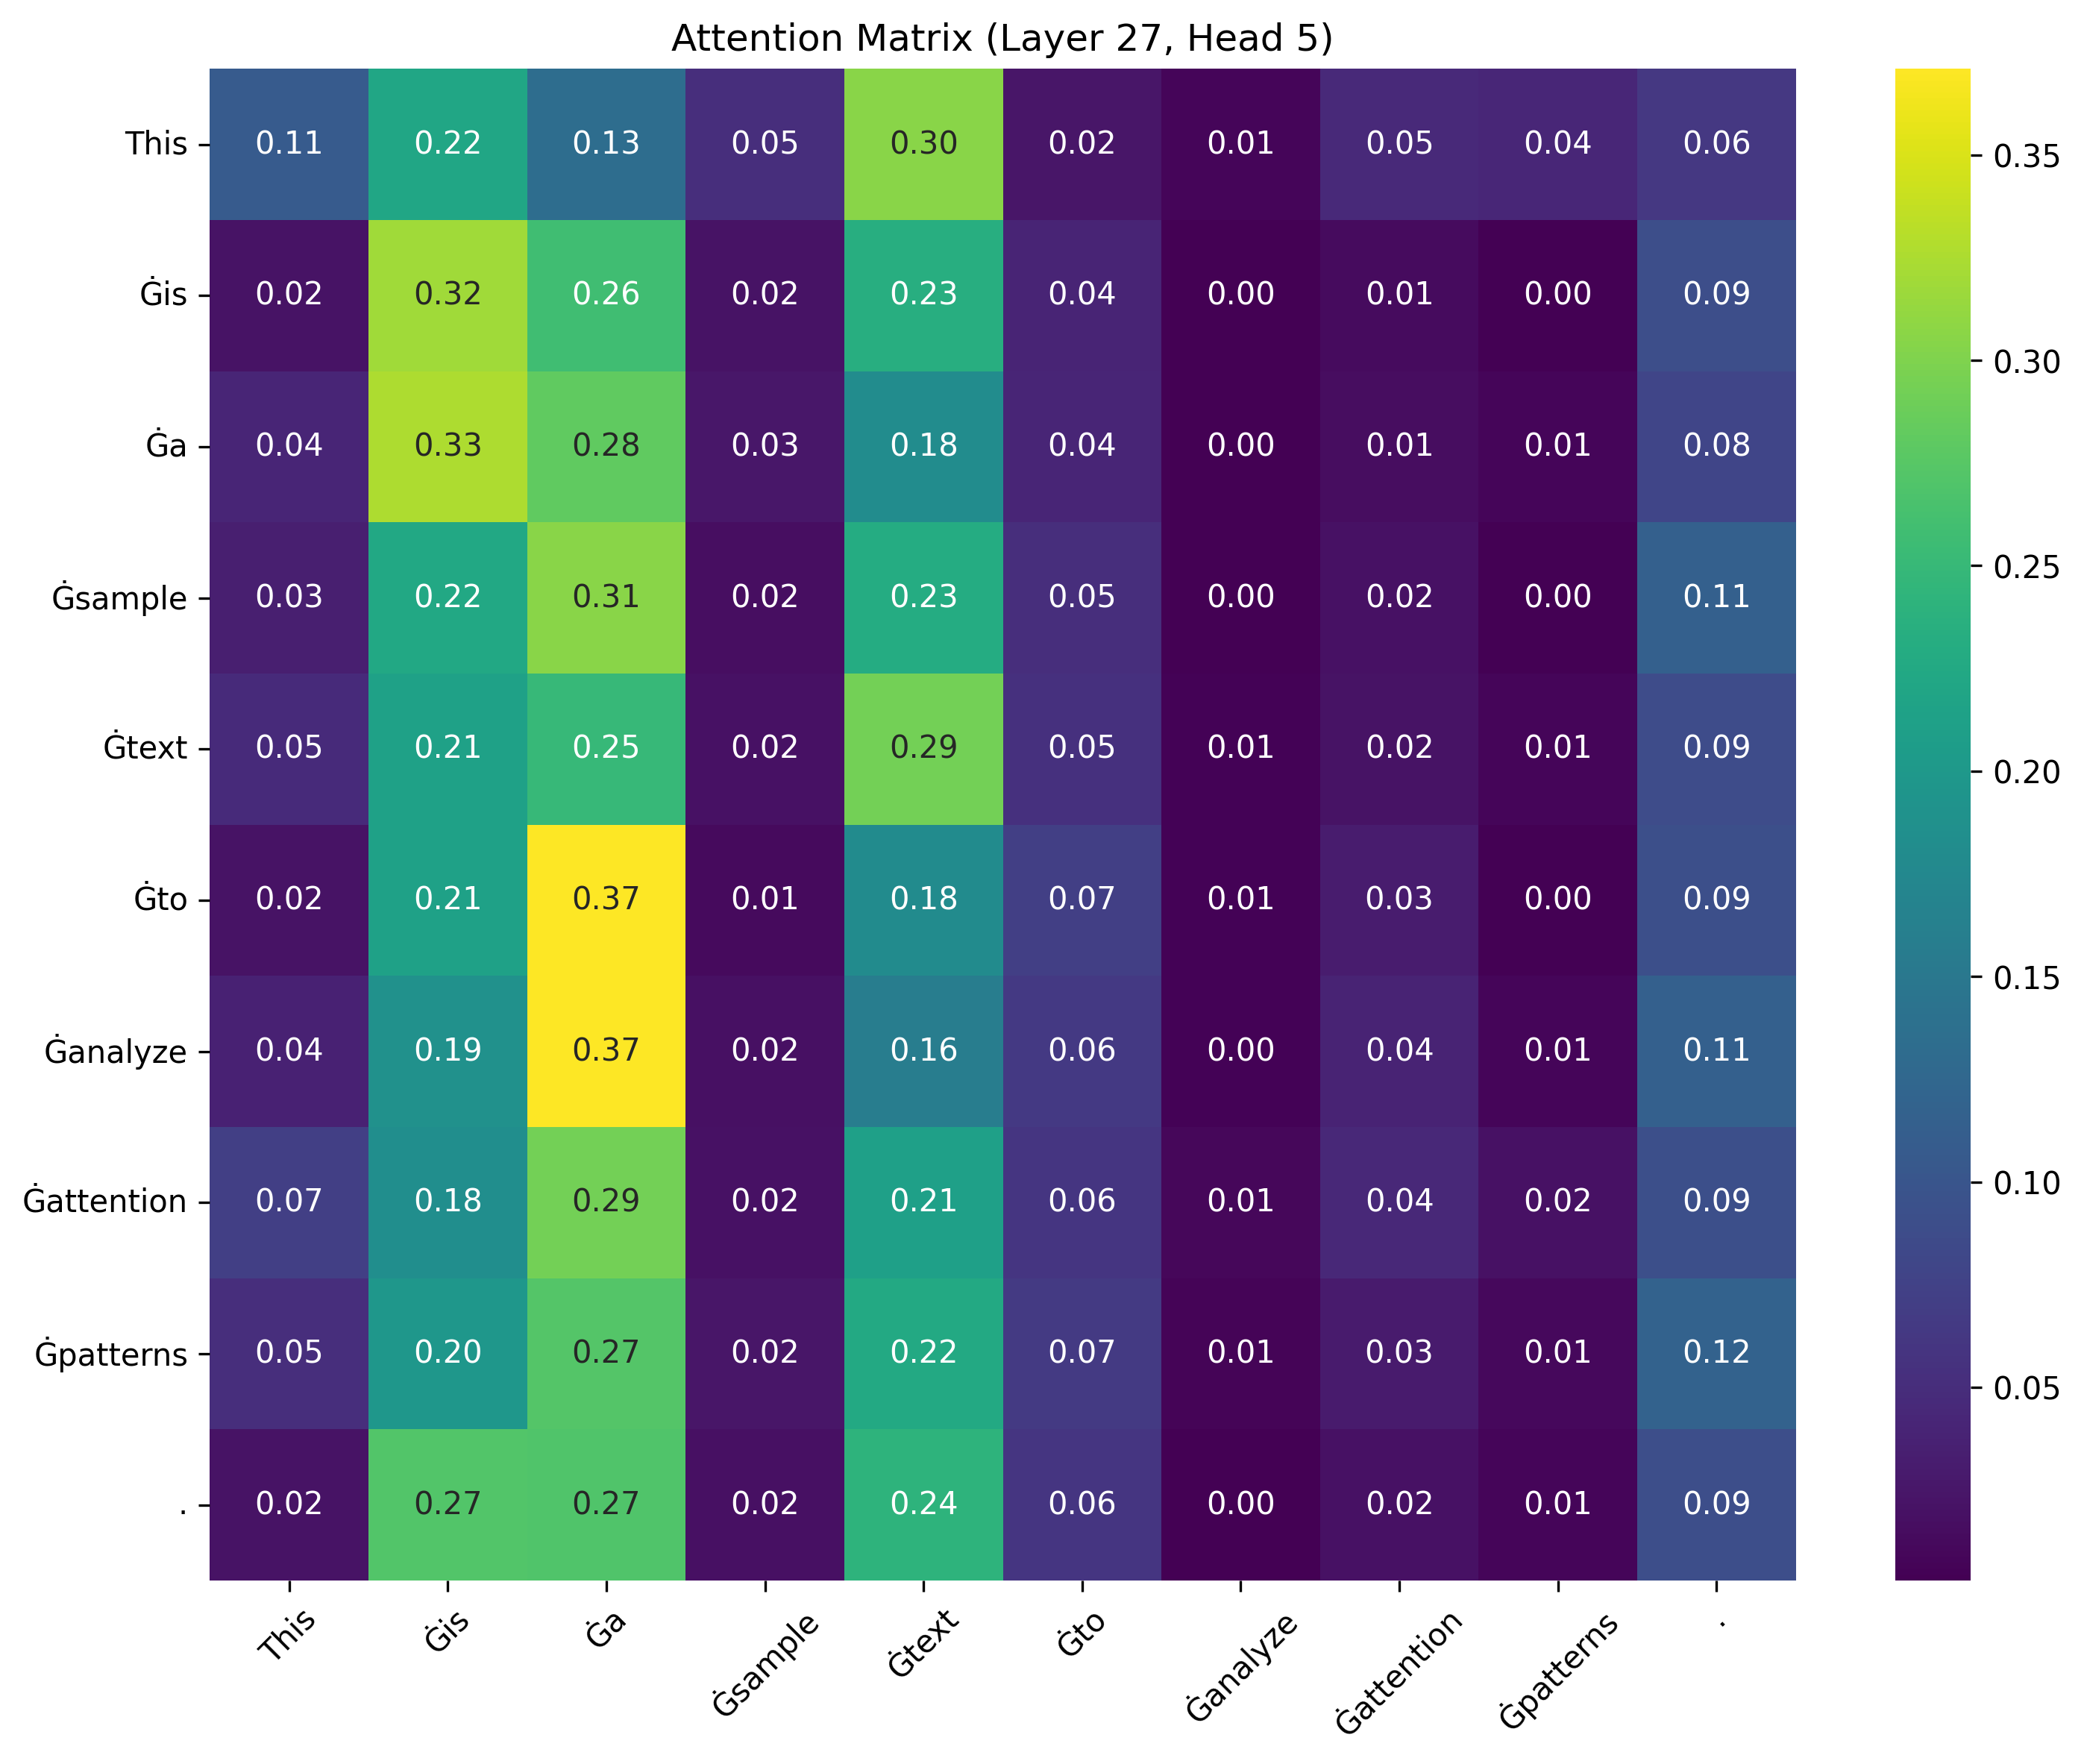 Attention Matrix (Layer 27, Head 5)
This 0.11 0.22 0.13 0.05 0.30 0.02 0.01 0.05 0.04 0.06
Ġis 0.02 0.32 0.26 0.02 0.23 0.04 0.00 0.01 0.00 0.09
Ġa 0.04 0.33 0.28 0.03 0.18 0.04 0.00 0.01 0.01 0.08
Ġsample 0.03 0.22 0.31 0.02 0.23 0.05 0.00 0.02 0.00 0.11
Ġtext 0.05 0.21 0.25 0.02 0.29 0.05 0.01 0.02 0.01 0.09
Ġto 0.02 0.21 0.37 0.01 0.18 0.07 0.01 0.03 0.00 0.09
Ġanalyze 0.04 0.19 0.37 0.02 0.16 0.06 0.00 0.04 0.01 0.11
Ġattention 0.07 0.18 0.29 0.02 0.21 0.06 0.01 0.04 0.02 0.09
Ġpatterns 0.05 0.20 0.27 0.02 0.22 0.07 0.01 0.03 0.01 0.12
. 0.02 0.27 0.27 0.02 0.24 0.06 0.00 0.02 0.01 0.09
This Ġis Ġa Ġsample Ġtext Ġto Ġanalyze Ġattention Ġpatterns .
0.35
0.30
0.25
0.20
0.15
0.10
0.05